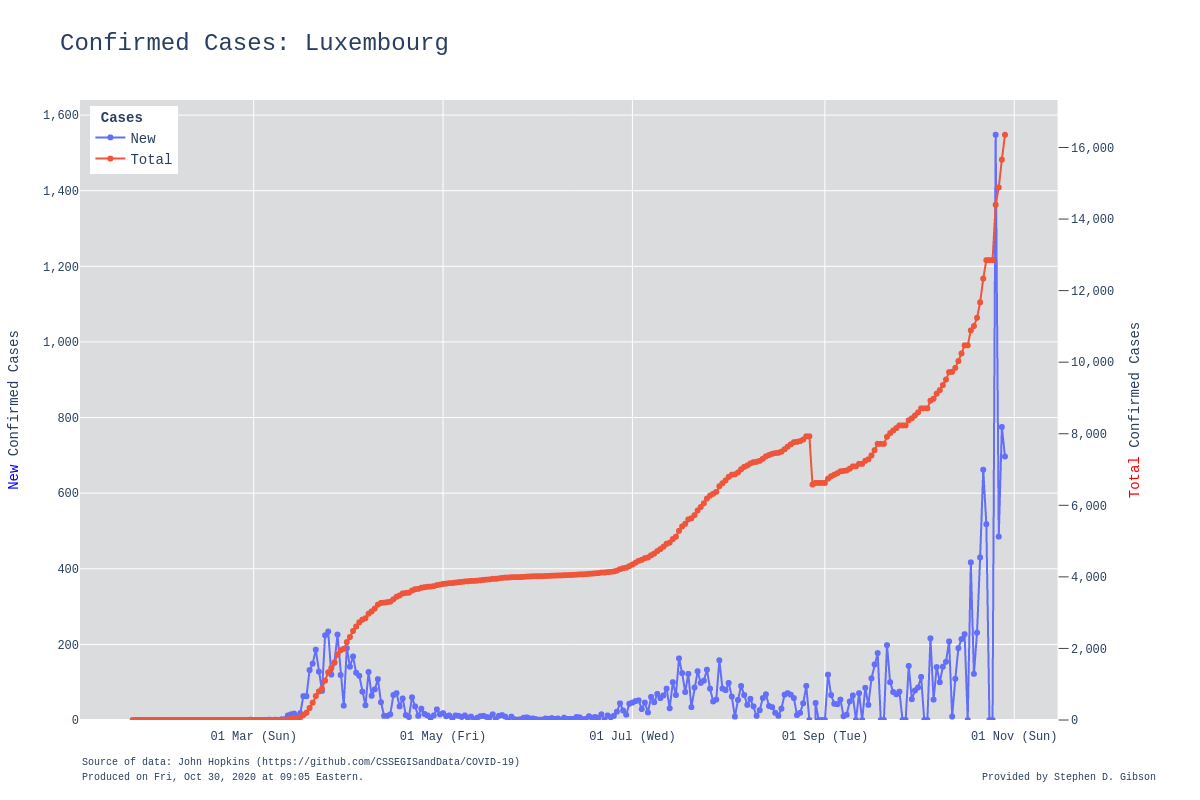 Confirmed Cases: Luxembourg
Cases
New
Total
1,600
1,400
1,200
1,000
800
600
400
200
0
New Confirmed Cases
16,000
14,000
12,000
10,000
8,000
6,000
4,000
2,000
0
Total Confirmed Cases
01 Mar (Sun) 01 May (Fri) 01 Jul (Wed) 01 Sep (Tue) 01 Nov (Sun)
Source of data: John Hopkins (https://github.com/CSSEGISandData/COVID-19)
Produced on Fri, Oct 30, 2020 at 09:05 Eastern.
Provided by Stephen D. Gibson